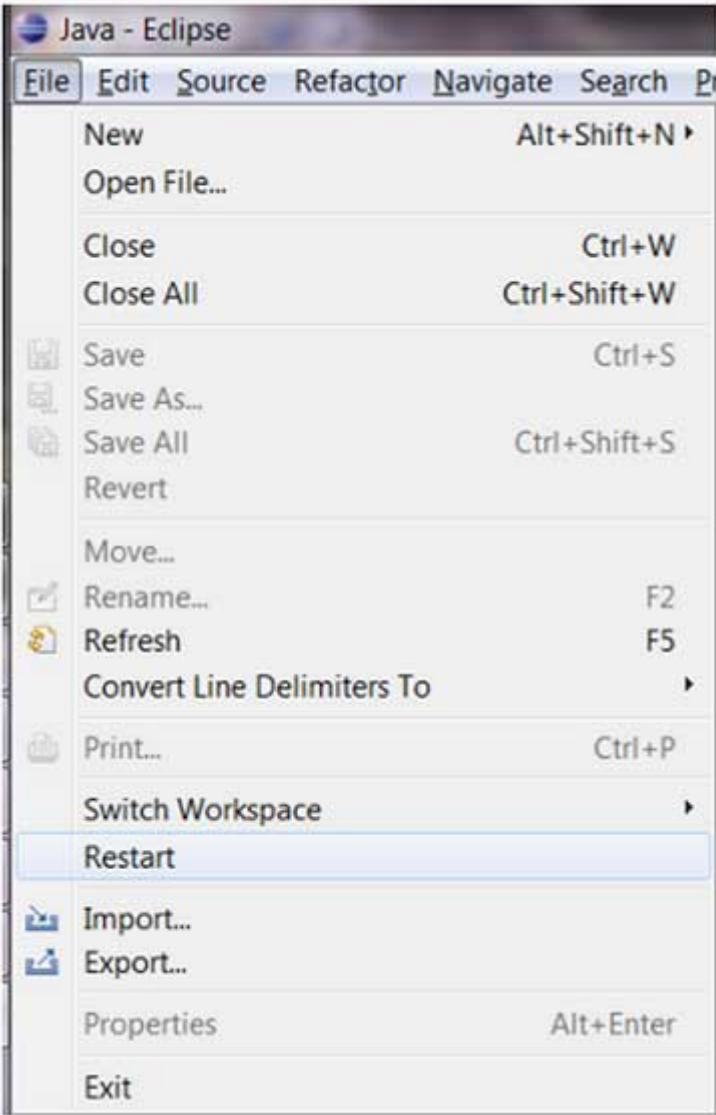 Java - Eclipse
File Edit Source Refactor Navigate Search
New Alt+Shift+N
Open File...
Close Ctrl+W
Close All Ctrl+Shift+W
Save Ctrl+S
Save As...
Save All Ctrl+Shift+S
Revert
Move...
Rename... F2
Refresh F5
Convert Line Delimiters To
Print... Ctrl+P
Switch Workspace
Restart
Import...
Export...
Properties Alt+Enter
Exit